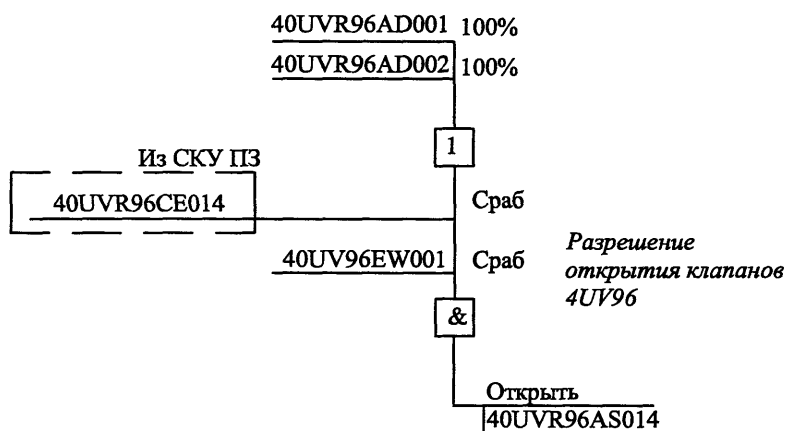 40UVR96AD001 100%
40UVR96AD002 100%
1
Из СКУ ПЗ
Сраб
40UVR96CE014
40UV96EW001 Сраб
Разрешение
открытия клапанов
4UV96
&
Открыть
40UVR96AS014